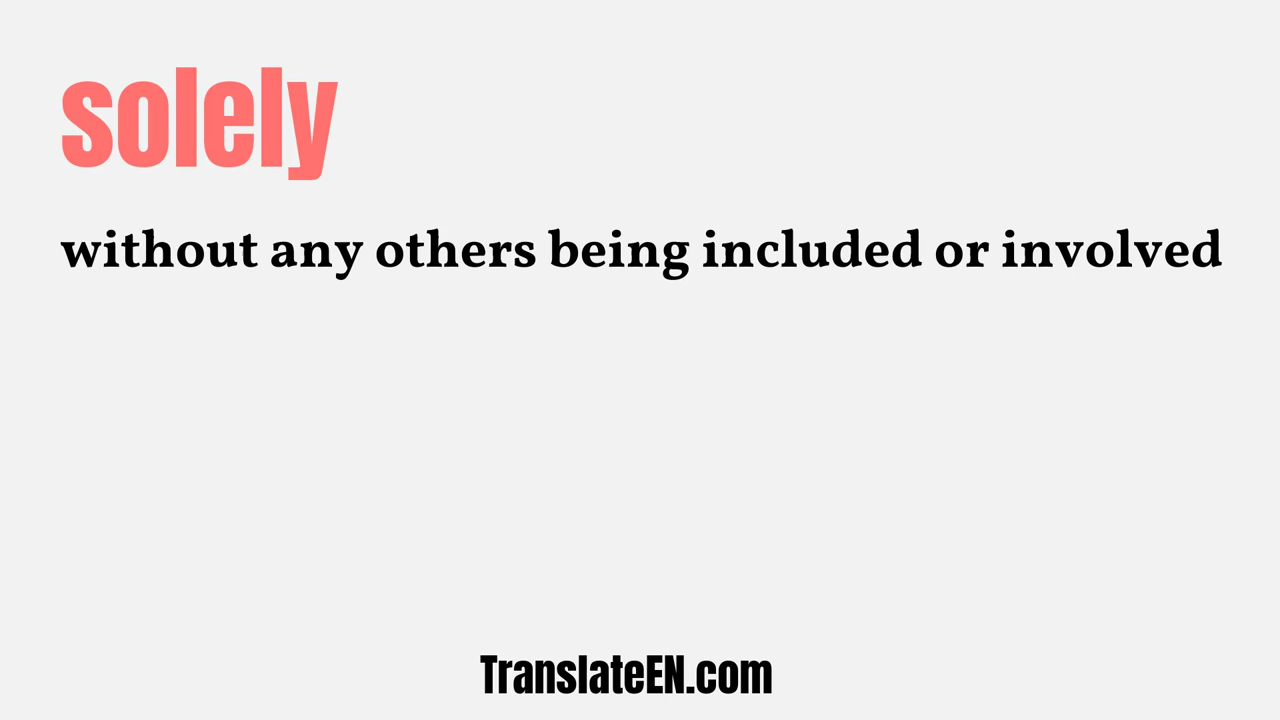 solely
without any others being included or involved
TranslateEN.com